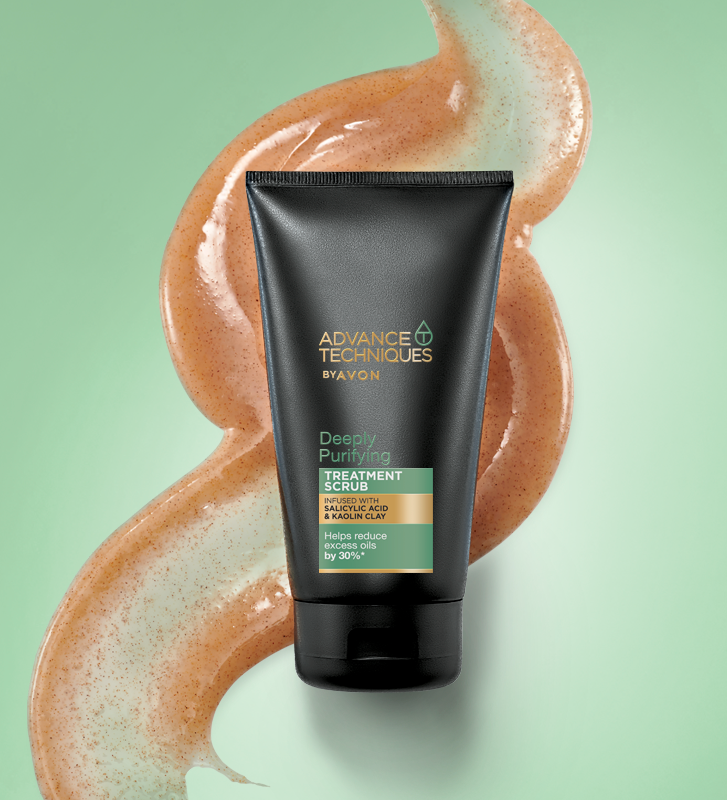 ADVANCE
TECHNIQUES
BY AVON
Deeply
Purifying
TREATMENT
SCRUB
INFUSED WITH
SALICYLIC ACID
& KAOLIN CLAY
Helps reduce
excess oils
by 30%*